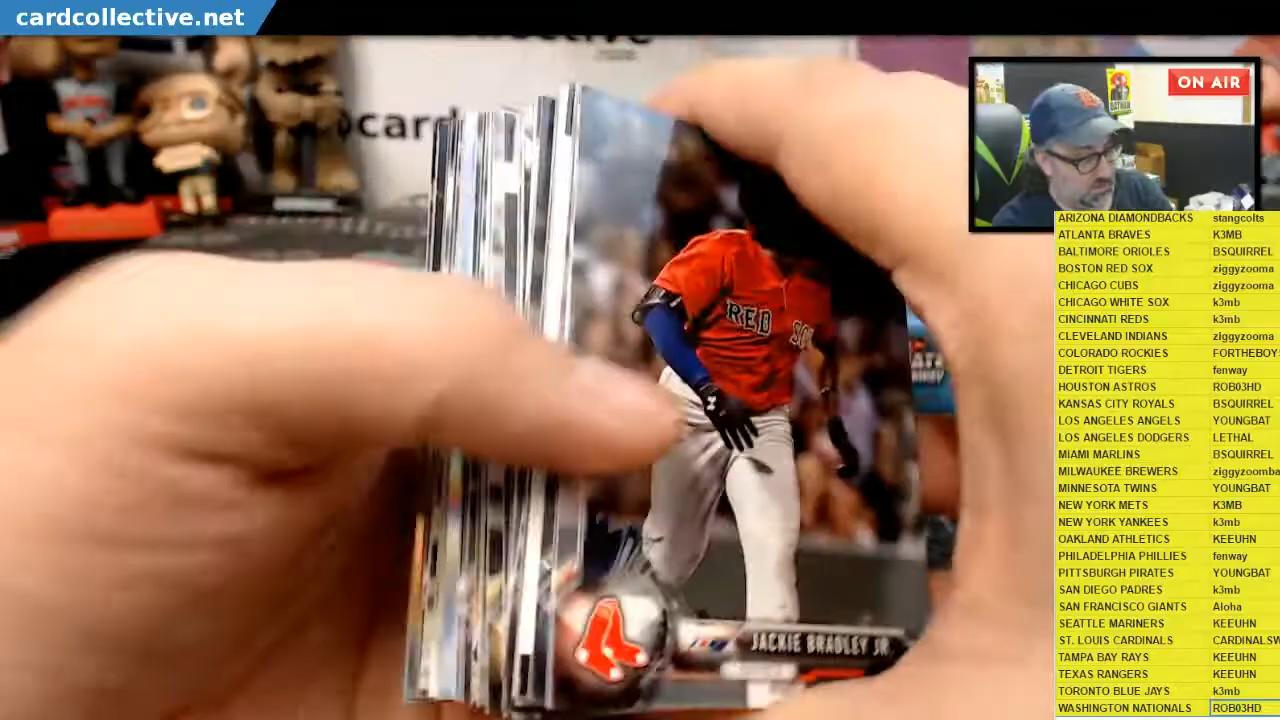 cardcollective.net
card
ON AIR
BATMAN
RED SO
JACKIE BRADLEY JR.
ARIZONA DIAMONDBACKS stangcolts
ATLANTA BRAVES K3MB
BALTIMORE ORIOLES BSQUIRREL
BOSTON RED SOX ziggyzooma
CHICAGO CUBS ziggyzooma
CHICAGO WHITE SOX k3mb
CINCINNATI REDS k3mb
CLEVELAND INDIANS ziggyzooma
COLORADO ROCKIES FORTHEBOY
DETROIT TIGERS fenway
HOUSTON ASTROS ROB03HD
KANSAS CITY ROYALS BSQUIRREL
LOS ANGELES ANGELS YOUNGBAT
LOS ANGELES DODGERS LETHAL
MIAMI MARLINS BSQUIRREL
MILWAUKEE BREWERS ziggyzoomba
MINNESOTA TWINS YOUNGBAT
NEW YORK METS K3MB
NEW YORK YANKEES k3mb
OAKLAND ATHLETICS KEEUHN
PHILADELPHIA PHILLIES fenway
PITTSBURGH PIRATES YOUNGBAT
SAN DIEGO PADRES k3mb
SAN FRANCISCO GIANTS Aloha
SEATTLE MARINERS KEEUHN
ST. LOUIS CARDINALS CARDINALSW
TAMPA BAY RAYS KEEUHN
TEXAS RANGERS KEEUHN
TORONTO BLUE JAYS k3mb
WASHINGTON NATIONALS ROB03HD